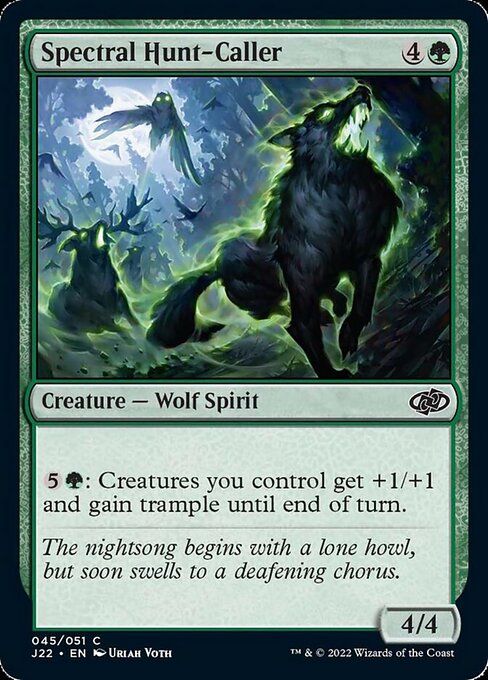 Spectral Hunt-Caller 4
Creature — Wolf Spirit
5 : Creatures you control get +1/+1
and gain trample until end of turn.
The nightsong begins with a lone howl,
but soon swells to a deafening chorus.
4/4
045/051 C
J22 • EN Uriah Voth
™ & © 2022 Wizards of the Coast